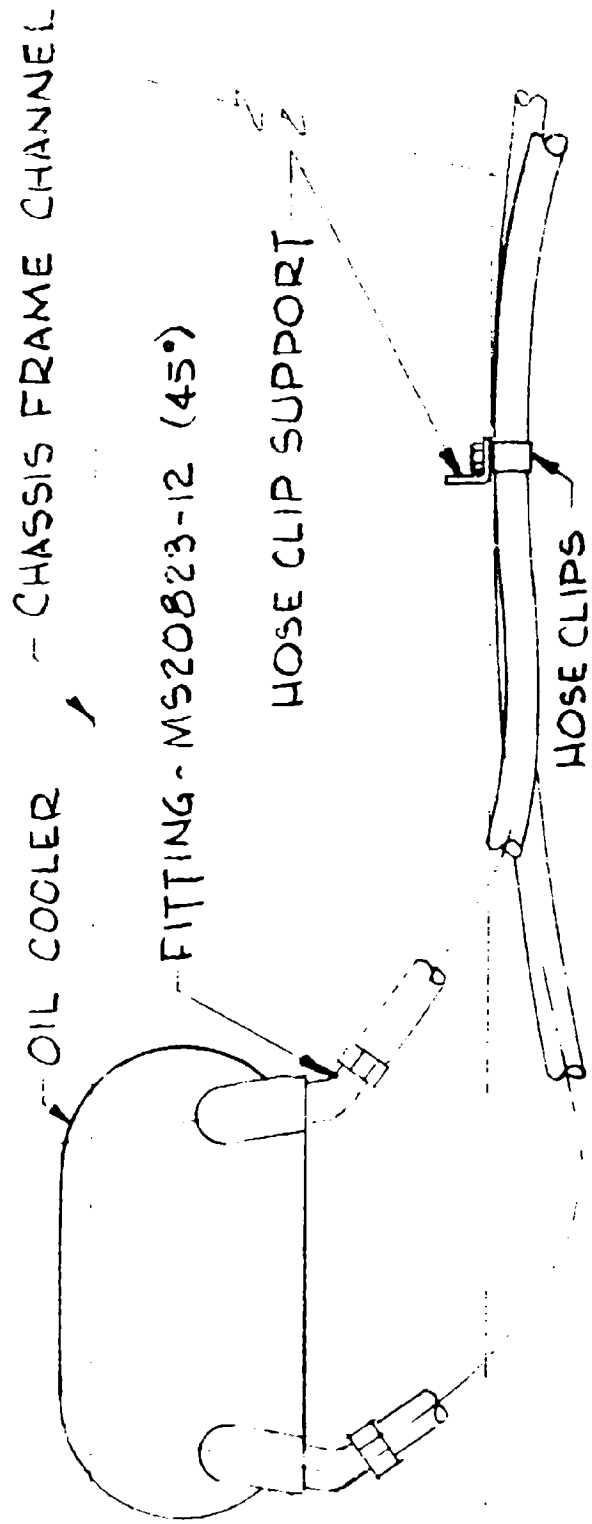 OIL COOLER
CHASSIS FRAME CHANNEL
FITTING - MS20823-12 (45°)
HOSE CLIP SUPPORT
HOSE CLIPS